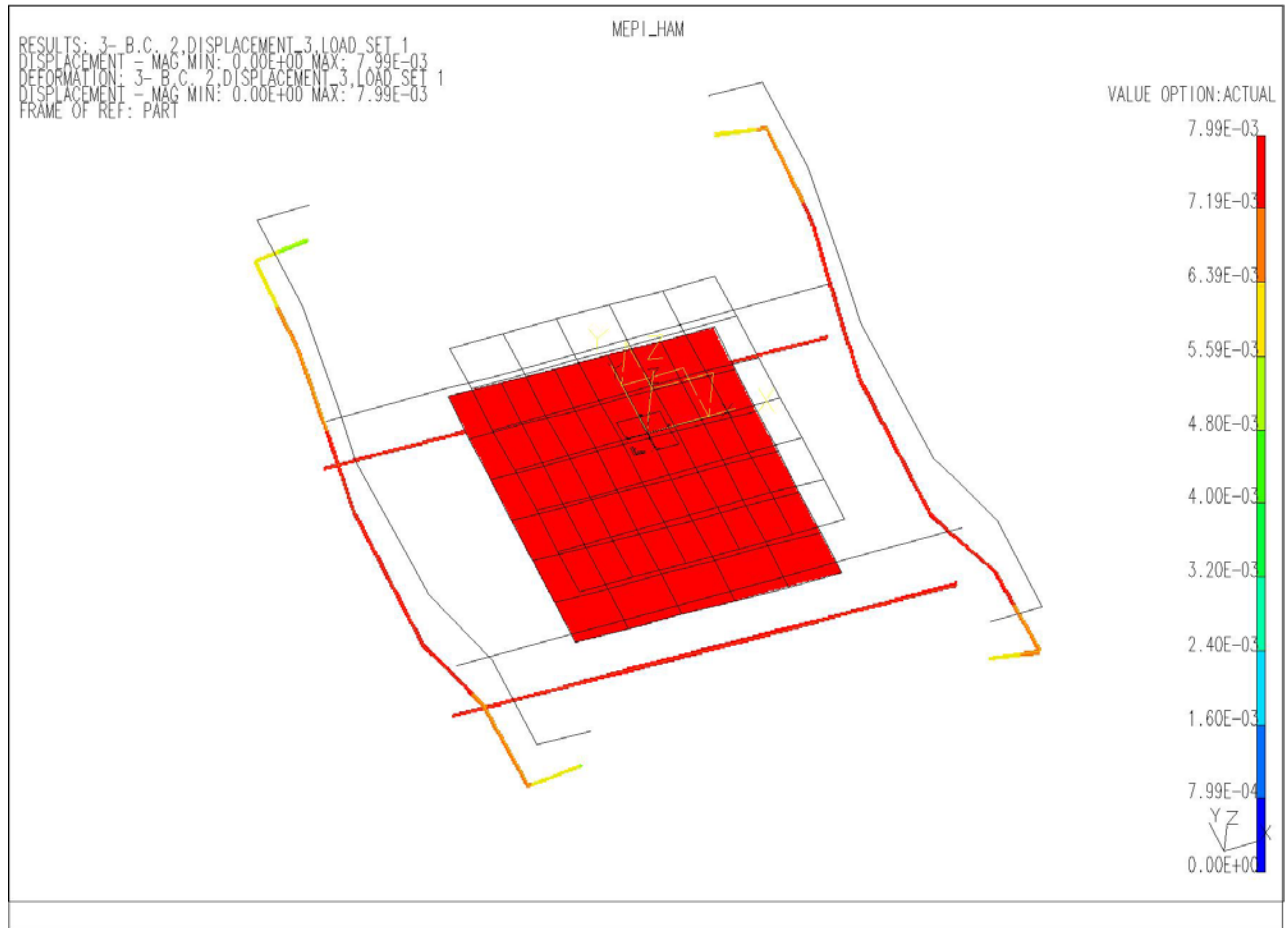 MEPI_HAM
RESULTS: 3- B.C. 2,DISPLACEMENT_3,LOAD SET 1
DISPLACEMENT - MAG MIN: 0.00E+00 MAX: 7.99E-03
DEFORMATION: 3- B.C. 2,DISPLACEMENT_3,LOAD SET 1
DISPLACEMENT - MAG MIN: 0.00E+00 MAX: 7.99E-03
FRAME OF REF: PART
VALUE OPTION:ACTUAL
7.99E-03
7.19E-03
6.39E-03
5.59E-03
4.80E-03
4.00E-03
3.20E-03
2.40E-03
1.60E-03
7.99E-04
0.00E+00
Y Z
X
Y Z
X